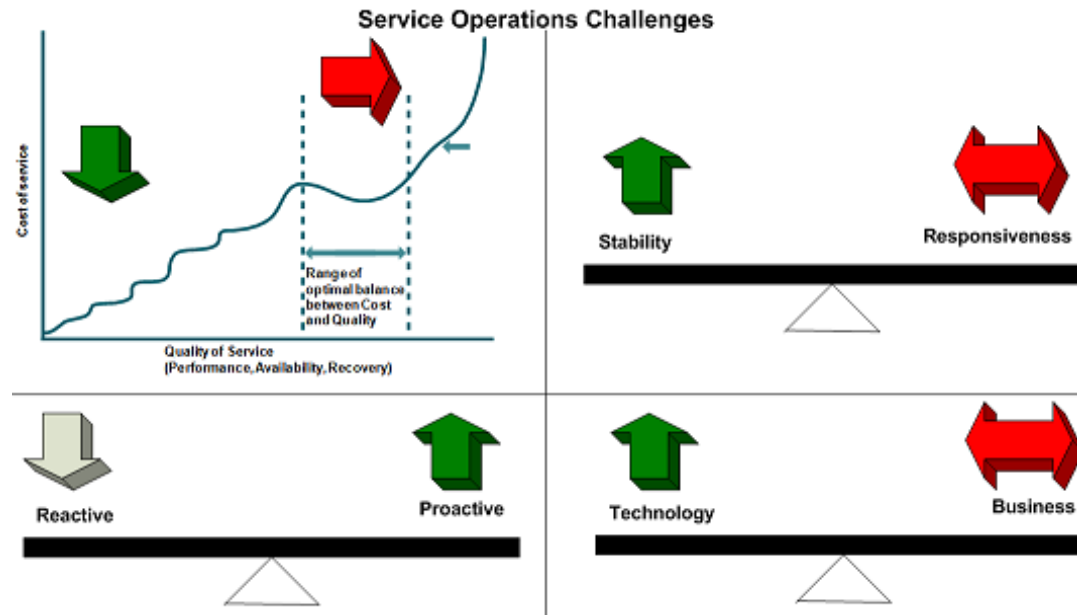 Service Operations Challenges
Cost of service
Range of
optimal balance
between Cost
and Quality
Quality of Service
(Performance,Availability,Recovery)
Stability
Responsiveness
Reactive
Proactive
Technology
Business